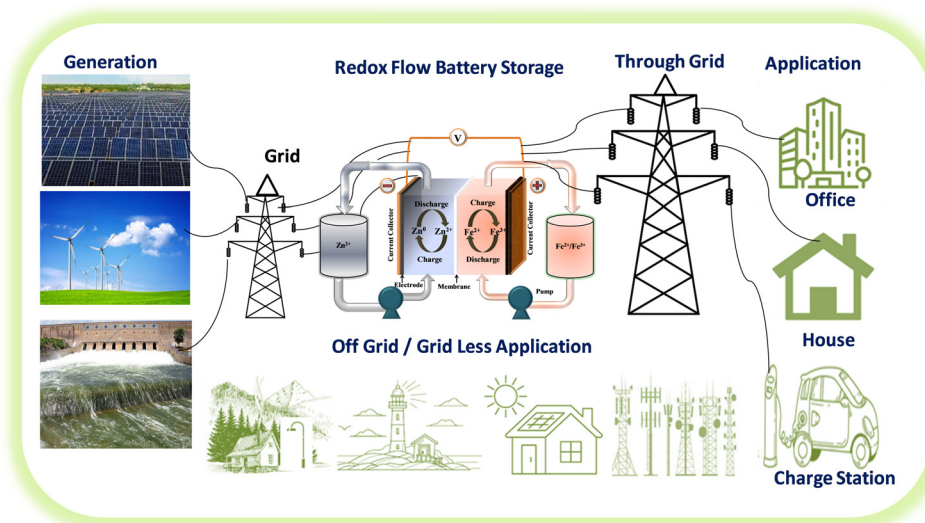 Generation
Redox Flow Battery Storage
Through Grid
Application
Grid
V
−
+
Current Collector
Discharge
Zn⁰ Zn²⁺
Charge
Charge
Fe²⁺ Fe³⁺
Discharge
Current Collector
Zn²⁺
Fe²⁺/Fe³⁺
Electrode
Membrane
Pump
Office
House
Off Grid / Grid Less Application
Charge Station